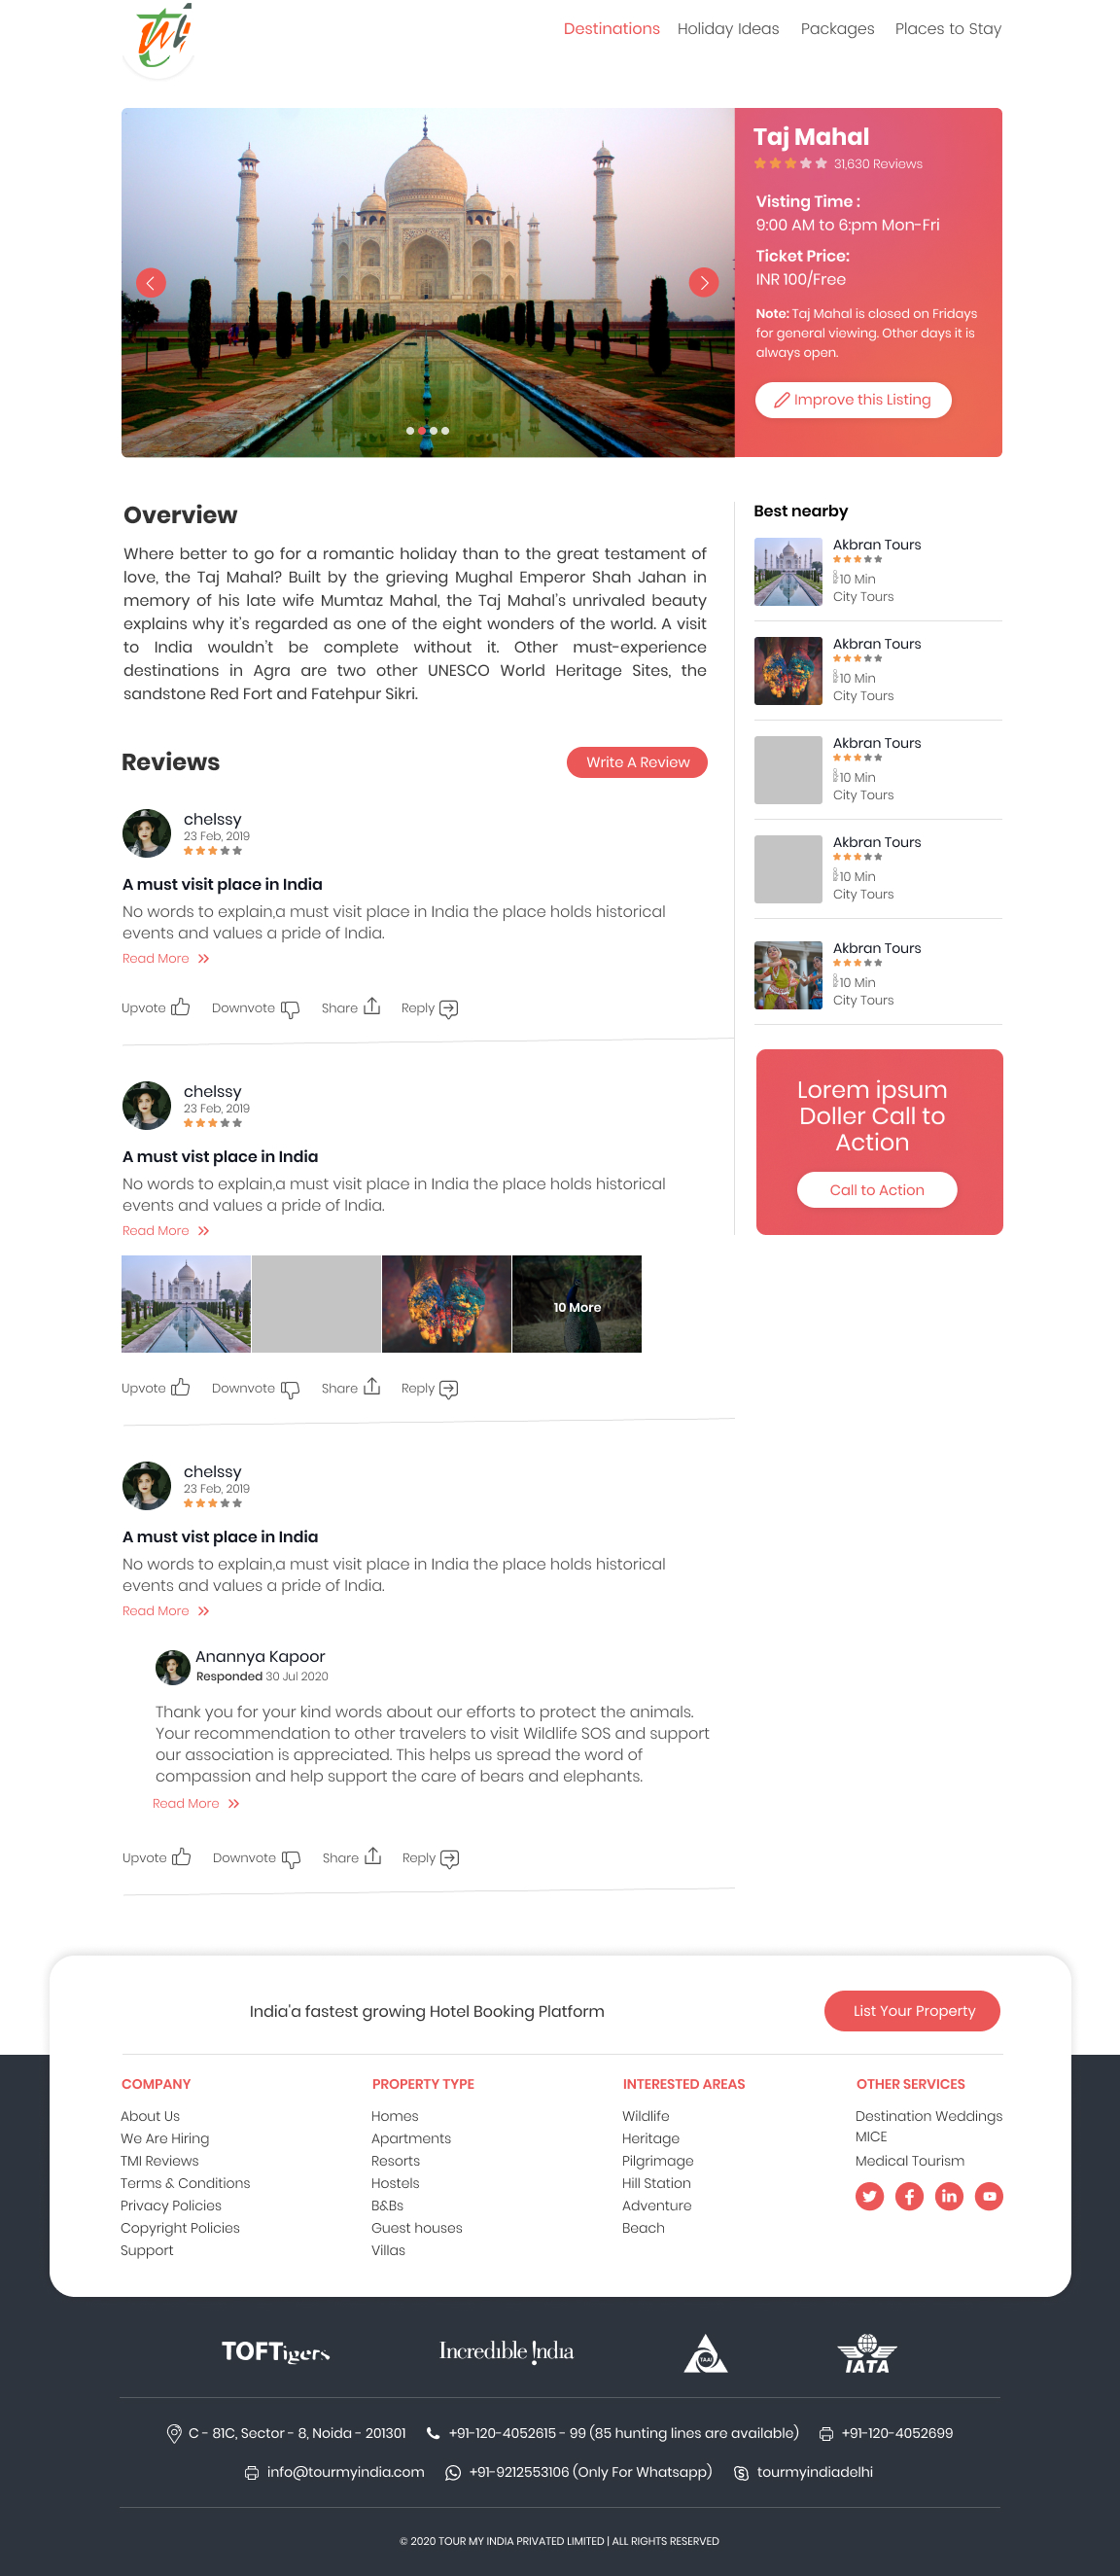 Destinations Holiday Ideas Packages Places to Stay
Taj Mahal
31,630 Reviews
Visting Time :
9:00 AM to 6:pm Mon-Fri
Ticket Price:
INR 100/Free
Note: Taj Mahal is closed on Fridays
for general viewing. Other days it is
always open.
Improve this Listing
Overview
Where better to go for a romantic holiday than to the great testament of
love, the Taj Mahal? Built by the grieving Mughal Emperor Shah Jahan in
memory of his late wife Mumtaz Mahal, the Taj Mahal's unrivaled beauty
explains why it's regarded as one of the eight wonders of the world. A visit
to India wouldn't be complete without it. Other must-experience
destinations in Agra are two other UNESCO World Heritage Sites, the
sandstone Red Fort and Fatehpur Sikri.
Reviews
Write A Review
chelssy
23 Feb, 2019
A must visit place in India
No words to explain,a must visit place in India the place holds historical
events and values a pride of India.
Read More
Upvote Downvote Share Reply
chelssy
23 Feb, 2019
A must vist place in India
No words to explain,a must visit place in India the place holds historical
events and values a pride of India.
Read More
10 More
Upvote Downvote Share Reply
chelssy
23 Feb, 2019
A must vist place in India
No words to explain,a must visit place in India the place holds historical
events and values a pride of India.
Read More
Anannya Kapoor
Responded 30 Jul 2020
Thank you for your kind words about our efforts to protect the animals.
Your recommendation to other travelers to visit Wildlife SOS and support
our association is appreciated. This helps us spread the word of
compassion and help support the care of bears and elephants.
Read More
Upvote Downvote Share Reply
Best nearby
Akbran Tours
10 Min
City Tours
Akbran Tours
10 Min
City Tours
Akbran Tours
10 Min
City Tours
Akbran Tours
10 Min
City Tours
Akbran Tours
10 Min
City Tours
Lorem ipsum
Doller Call to
Action
Call to Action
India'a fastest growing Hotel Booking Platform
List Your Property
COMPANY
About Us
We Are Hiring
TMI Reviews
Terms & Conditions
Privacy Policies
Copyright Policies
Support
PROPERTY TYPE
Homes
Apartments
Resorts
Hostels
B&Bs
Guest houses
Villas
INTERESTED AREAS
Wildlife
Heritage
Pilgrimage
Hill Station
Adventure
Beach
OTHER SERVICES
Destination Weddings
MICE
Medical Tourism
TOFTigers
Incredible !ndia
TAAI
IATA
C - 81C, Sector - 8, Noida - 201301 +91-120-4052615 - 99 (85 hunting lines are available) +91-120-4052699
info@tourmyindia.com +91-9212553106 (Only For Whatsapp) tourmyindiadelhi
© 2020 TOUR MY INDIA PRIVATED LIMITED | ALL RIGHTS RESERVED